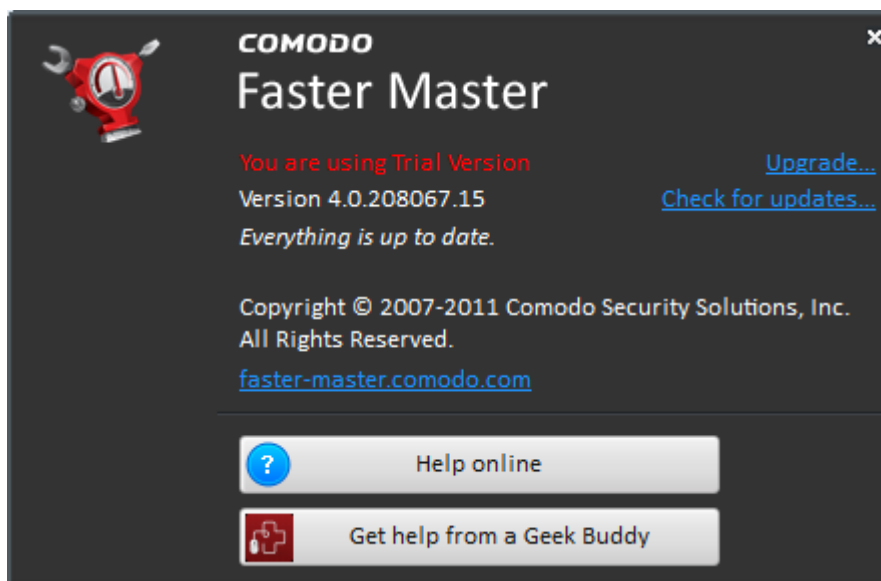 COMODO
Faster Master
You are using Trial Version Upgrade...
Version 4.0.208067.15 Check for updates...
Everything is up to date.
Copyright © 2007-2011 Comodo Security Solutions, Inc.
All Rights Reserved.
faster-master.comodo.com
? Help online
Get help from a Geek Buddy